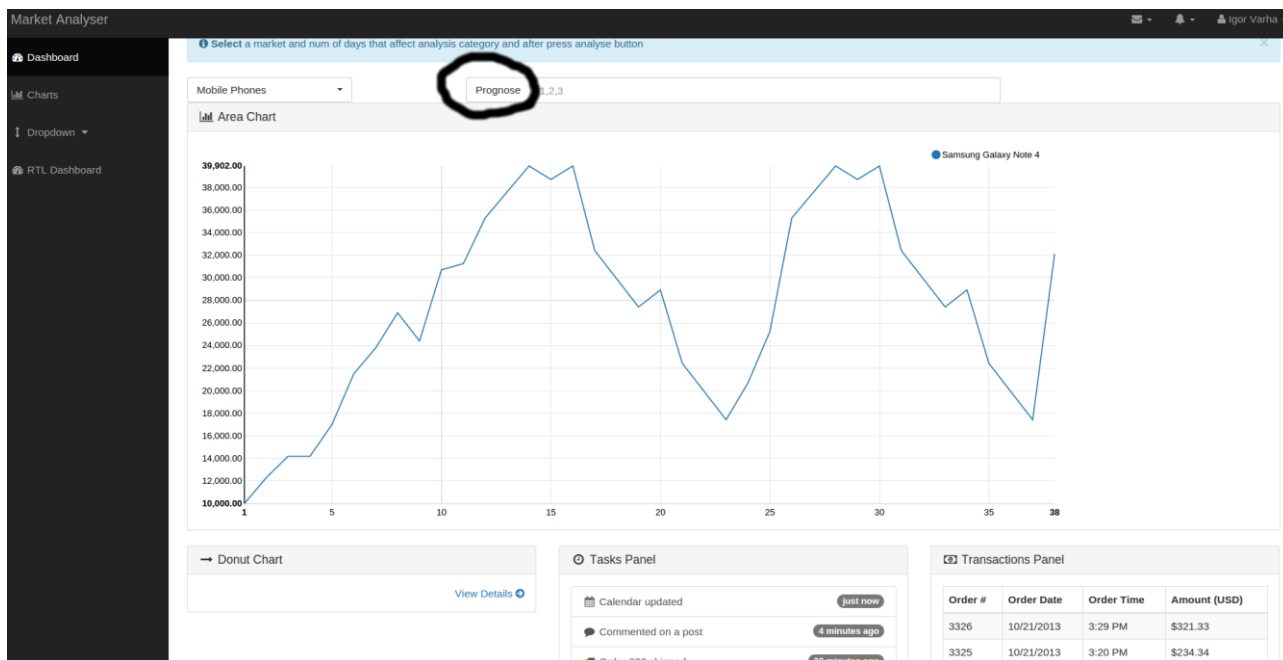 Market Analyser
Igor Varha
Dashboard
Charts
Dropdown
RTL Dashboard
Select a market and num of days that affect analysis category and after press analyse button
×
Mobile Phones
Prognose 1,2,3
Area Chart
Samsung Galaxy Note 4
39,902.00
38,000.00
36,000.00
34,000.00
32,000.00
30,000.00
28,000.00
26,000.00
24,000.00
22,000.00
20,000.00
18,000.00
16,000.00
14,000.00
12,000.00
10,000.00
1 5 10 15 20 25 30 35 38
Donut Chart
View Details
Tasks Panel
Calendar updated just now
Commented on a post 4 minutes ago
Transactions Panel
Order # Order Date Order Time Amount (USD)
3326 10/21/2013 3:29 PM $321.33
3325 10/21/2013 3:20 PM $234.34